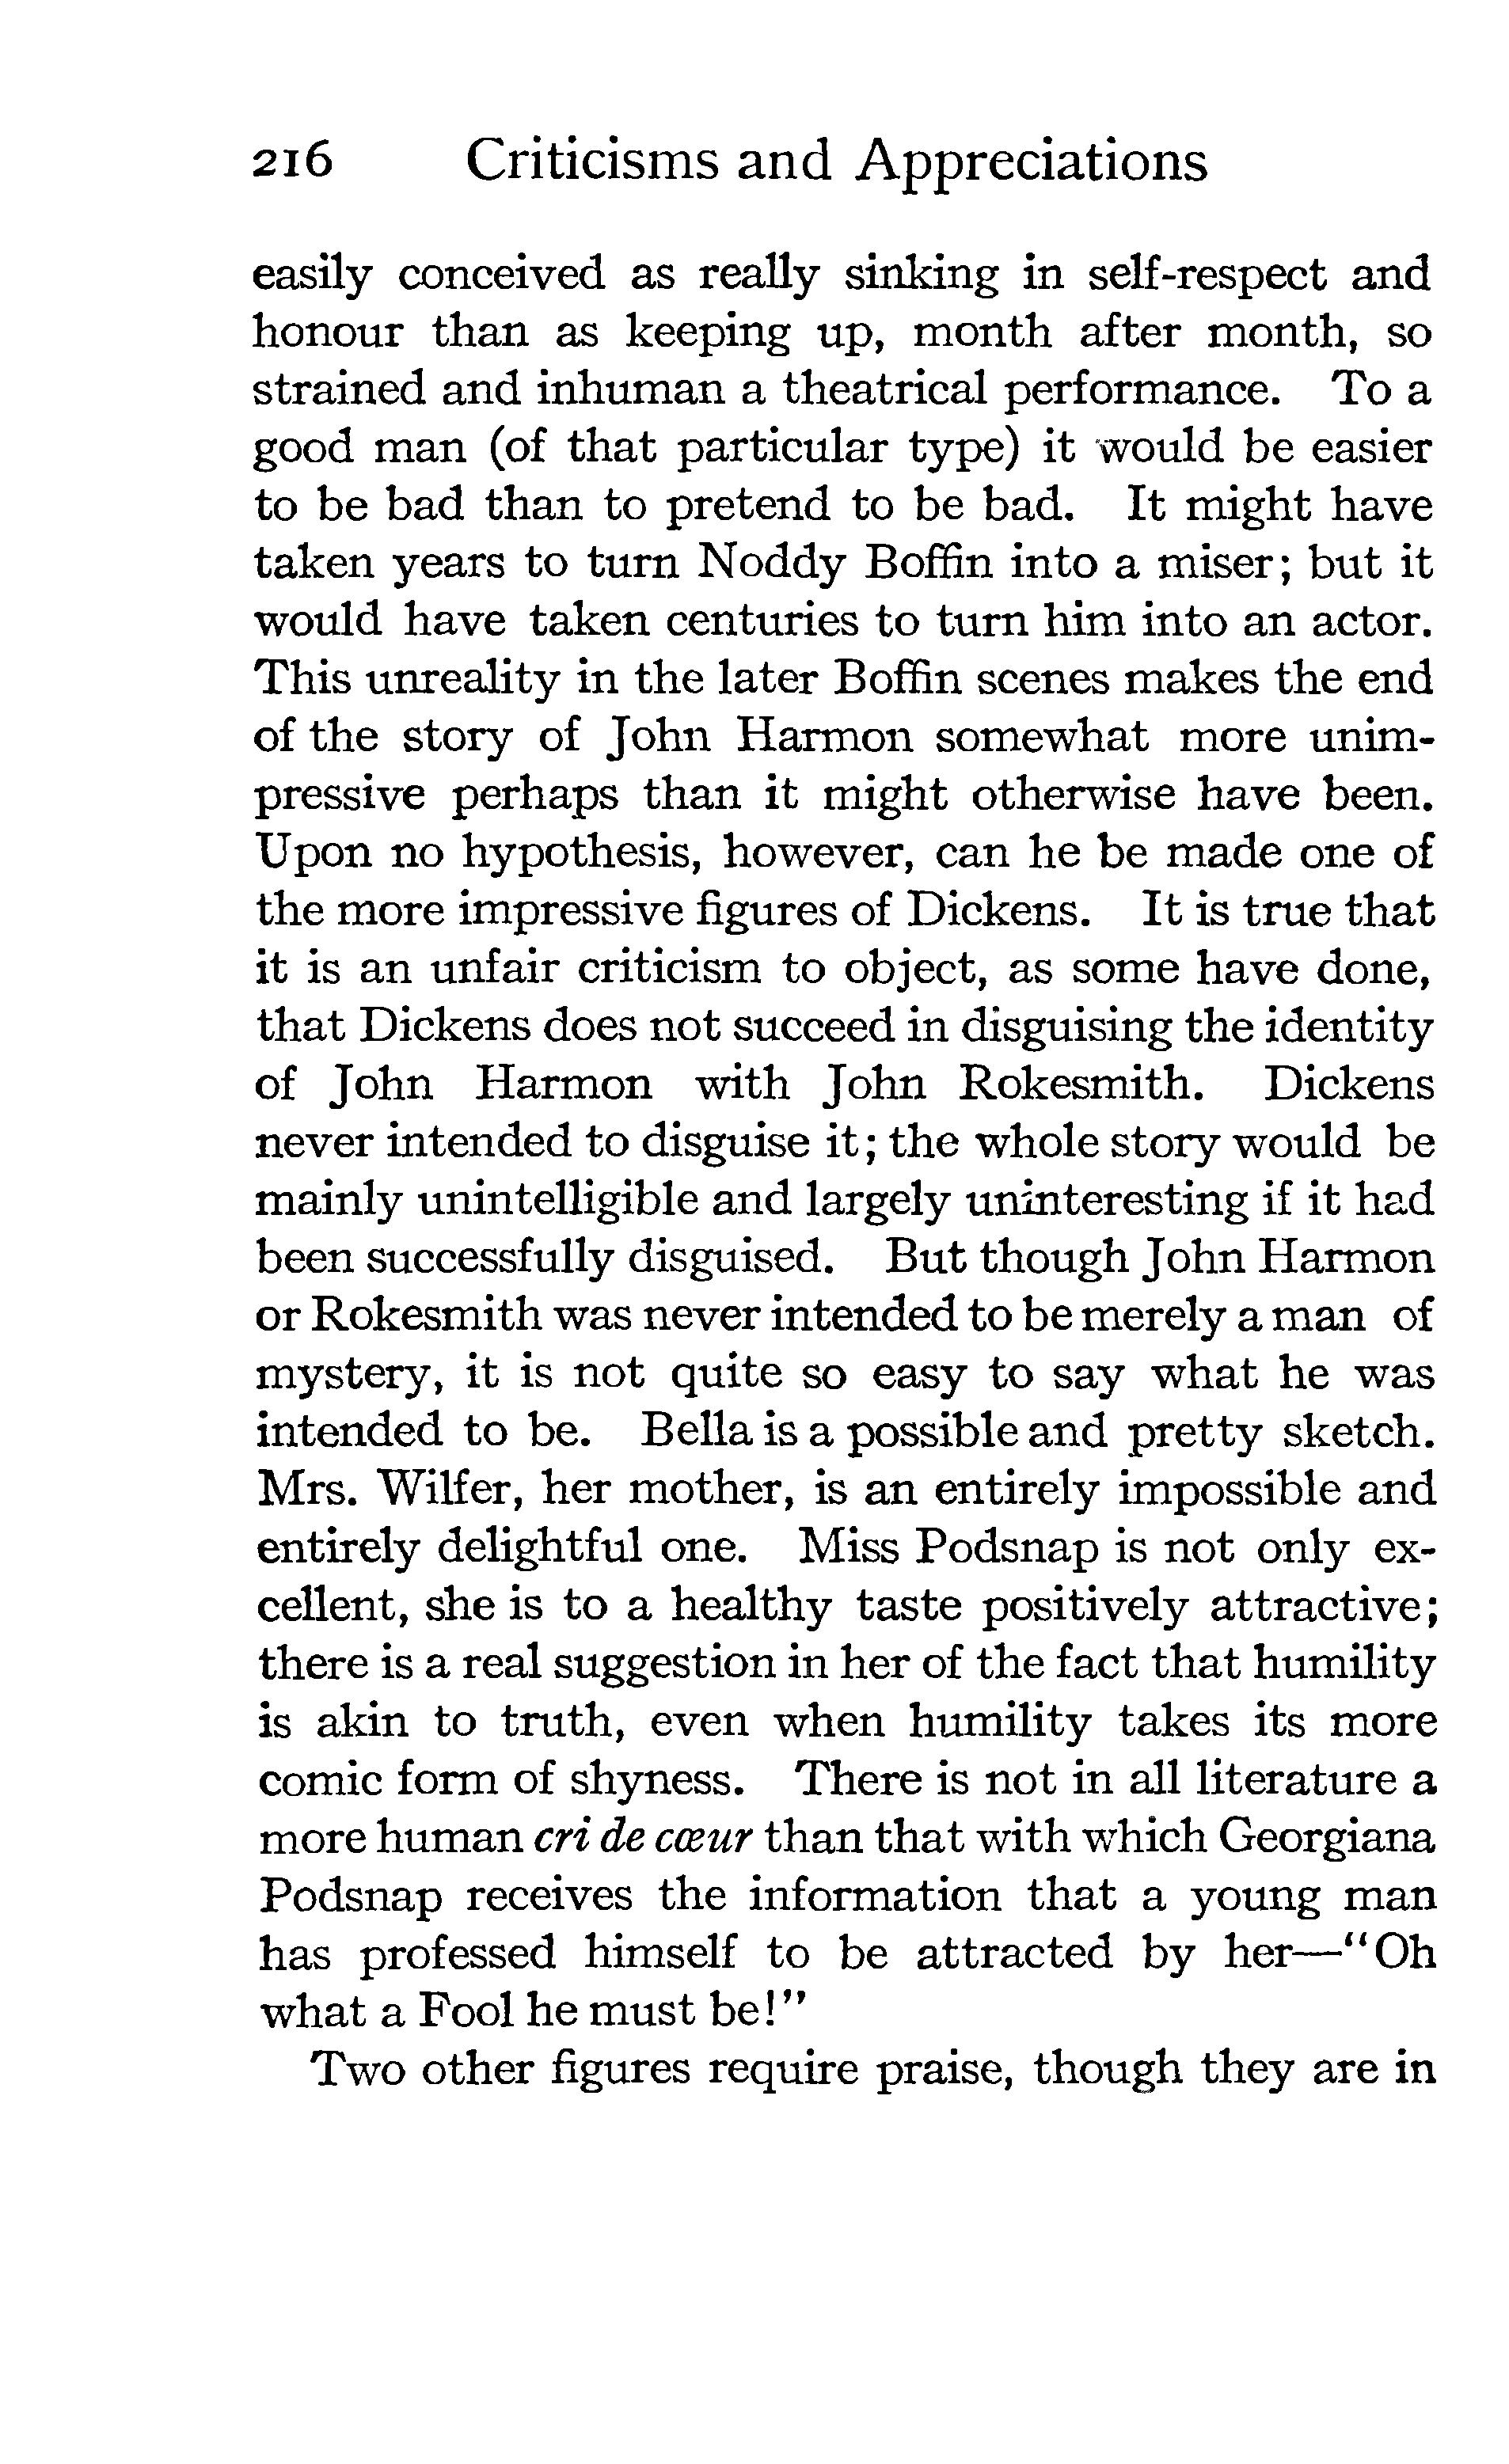 216 Criticisms and Appreciations
easily conceived as really sinking in self-respect and
honour than as keeping up, month after month, so
strained and inhuman a theatrical performance. To a
good man (of that particular type) it would be easier
to be bad than to pretend to be bad. It might have
taken years to turn Noddy Boffin into a miser; but it
would have taken centuries to turn him into an actor.
This unreality in the later Boffin scenes makes the end
of the story of John Harmon somewhat more unim-
pressive perhaps than it might otherwise have been.
Upon no hypothesis, however, can he be made one of
the more impressive figures of Dickens. It is true that
it is an unfair criticism to object, as some have done,
that Dickens does not succeed in disguising the identity
of John Harmon with John Rokesmith. Dickens
never intended to disguise it; the whole story would be
mainly unintelligible and largely uninteresting if it had
been successfully disguised. But though John Harmon
or Rokesmith was never intended to be merely a man of
mystery, it is not quite so easy to say what he was
intended to be. Bella is a possible and pretty sketch.
Mrs. Wilfer, her mother, is an entirely impossible and
entirely delightful one. Miss Podsnap is not only ex-
cellent, she is to a healthy taste positively attractive;
there is a real suggestion in her of the fact that humility
is akin to truth, even when humility takes its more
comic form of shyness. There is not in all literature a
more human cri de cœur than that with which Georgiana
Podsnap receives the information that a young man
has professed himself to be attracted by her—"Oh
what a Fool he must be!"
Two other figures require praise, though they are in